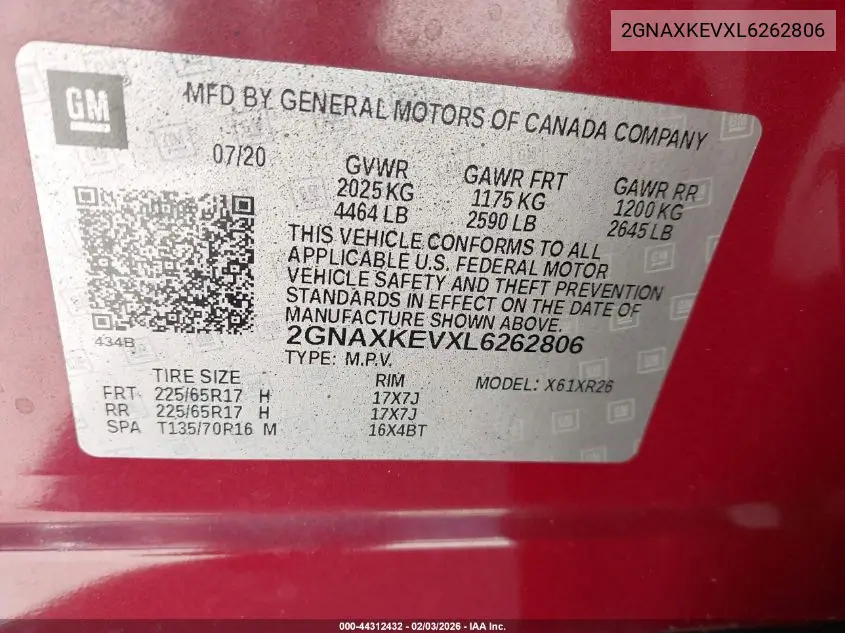 2GNAXKEVXL6262806
GM
MFD BY GENERAL MOTORS OF CANADA COMPANY
07/20
GVWR
2025 KG
4464 LB
GAWR FRT
1175 KG
2590 LB
GAWR RR
1200 KG
2645 LB
THIS VEHICLE CONFORMS TO ALL
APPLICABLE U.S. FEDERAL MOTOR
VEHICLE SAFETY AND THEFT PREVENTION
STANDARDS IN EFFECT ON THE DATE OF
MANUFACTURE SHOWN ABOVE.
434B
2GNAXKEVXL6262806
TYPE: M.P.V.
MODEL: X61XR26
TIRE SIZE RIM
FRT 225/65R17 H 17X7J
RR 225/65R17 H 17X7J
SPA T135/70R16 M 16X4BT
000-44312432 - 02/03/2026 - IAA Inc.